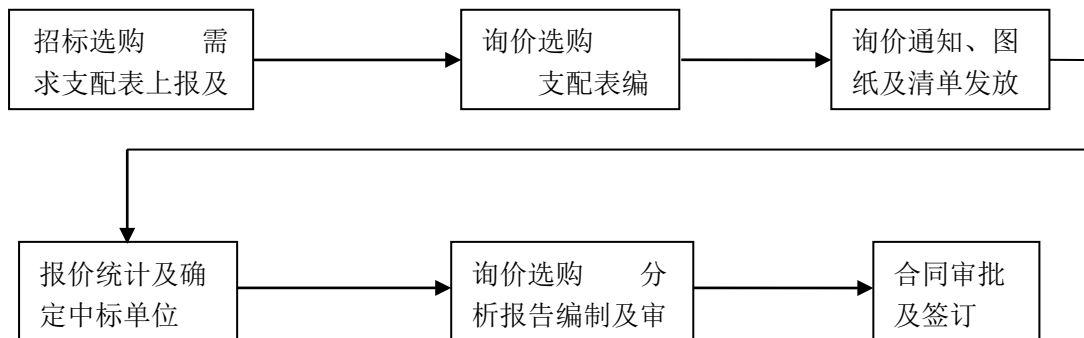 招标选购 需
求支配表上报及
询价选购
支配表编
询价通知、图
纸及清单发放
报价统计及确
定中标单位
询价选购 分
析报告编制及审
合同审批
及签订